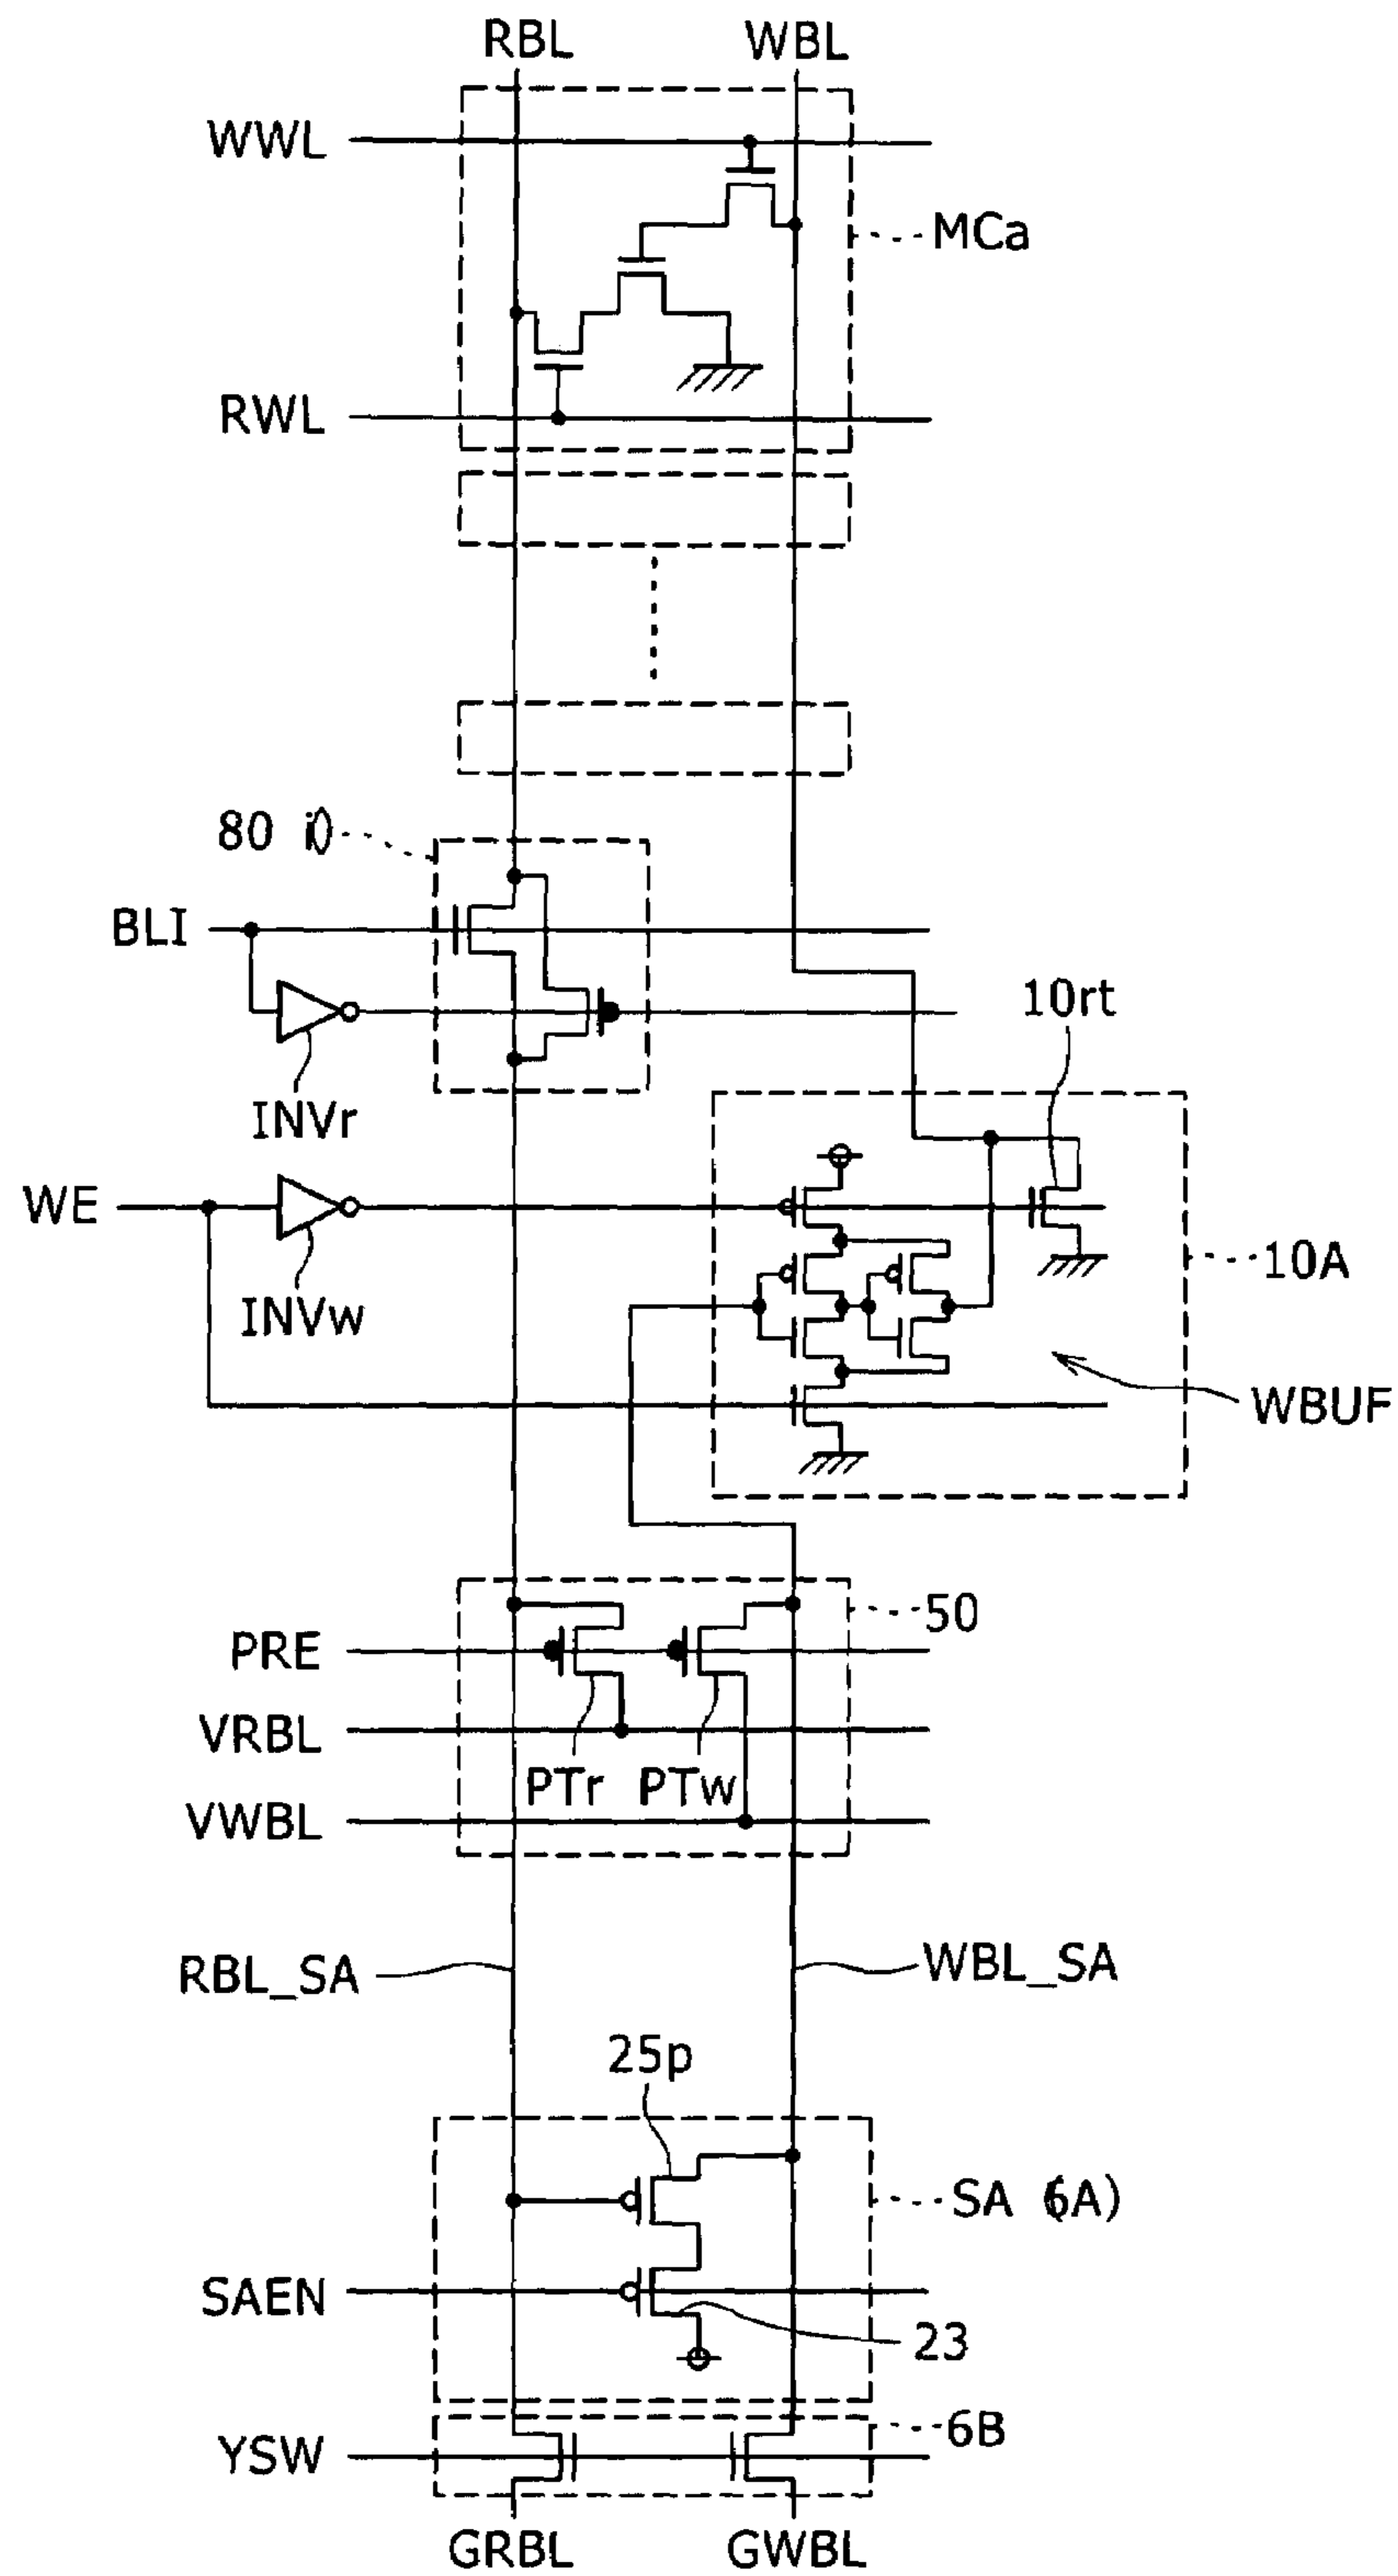 RBL WBL
WWL
MCa
RWL
80 i)
BLI
10rt
INVr
WE
10A
INVw
WBUF
50
PRE
VRBL
PTr PTw
VWBL
RBL_SA
WBL_SA
25p
SA (6A)
SAEN
23
6B
YSW
GRBL GWBL